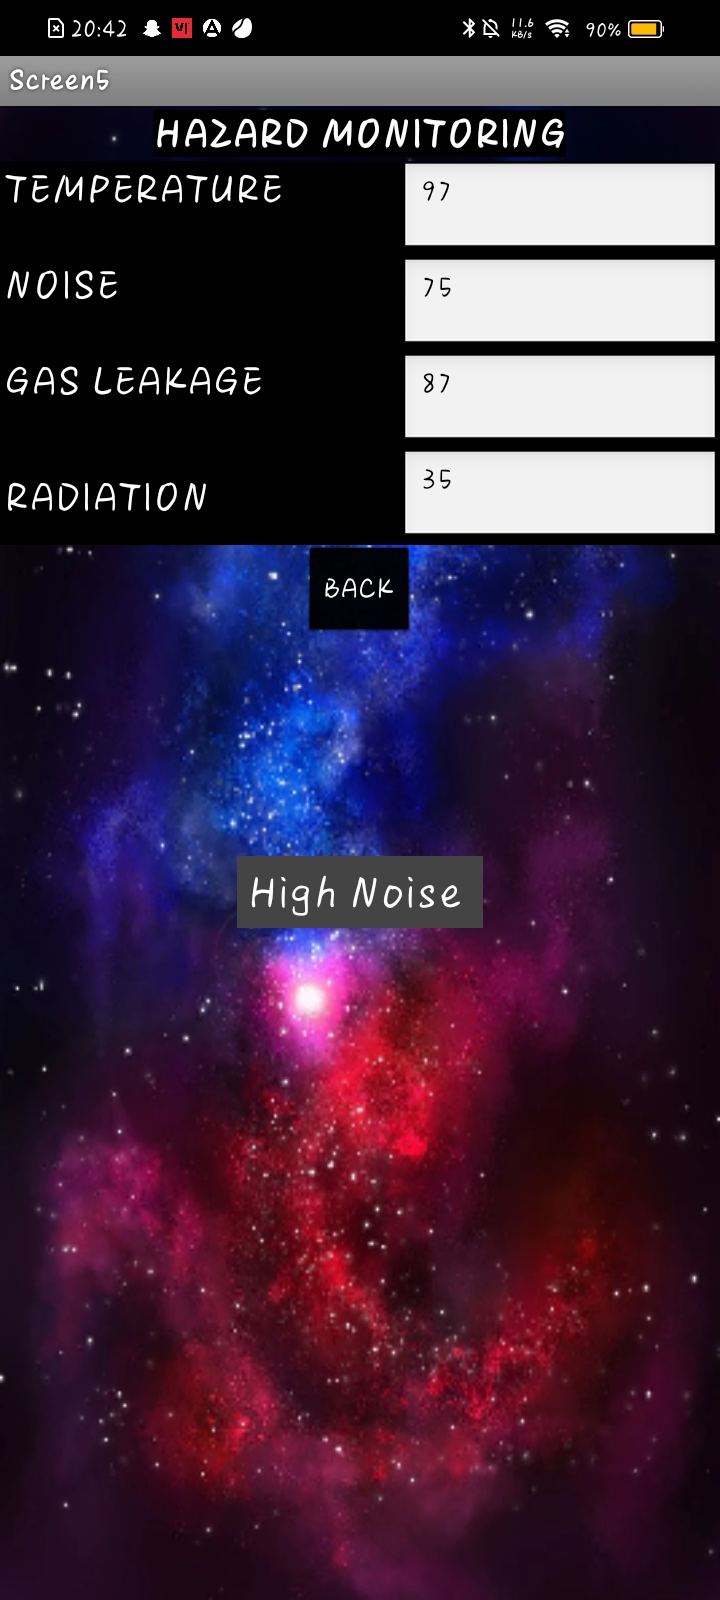 20:42 11.6 KB/s 90%
Screen5
HAZARD MONITORING
TEMPERATURE 97
NOISE 75
GAS LEAKAGE 87
RADIATION 35
BACK
High Noise